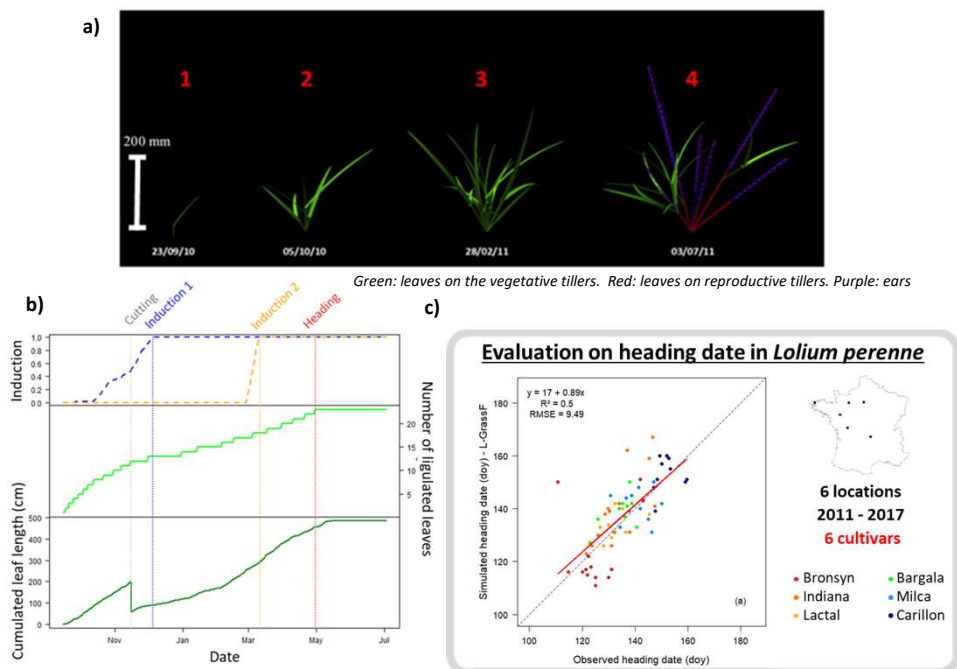 a)
1
2
3
4
200 mm
23/09/10
05/10/10
28/02/11
03/07/11
Green: leaves on the vegetative tillers. Red: leaves on reproductive tillers. Purple: ears
b)
Cutting
Induction 1
Induction 2
Heading
Induction
1.0
0.8
0.6
0.4
0.2
0.0
Number of ligulated leaves
20
15
10
5
Cumulated leaf length (cm)
500
400
300
200
100
0
Nov
Jan
Mar
May
Jul
Date
c)
Evaluation on heading date in Lolium perenne
y = 17 + 0.89x
R² = 0.5
RMSE = 9.49
Simulated heading date (doy) - L-GrassF
180
160
140
120
100
(a)
100
120
140
160
180
Observed heading date (doy)
6 locations
2011 - 2017
6 cultivars
Bronsyn
Bargala
Indiana
Milca
Lactal
Carillon